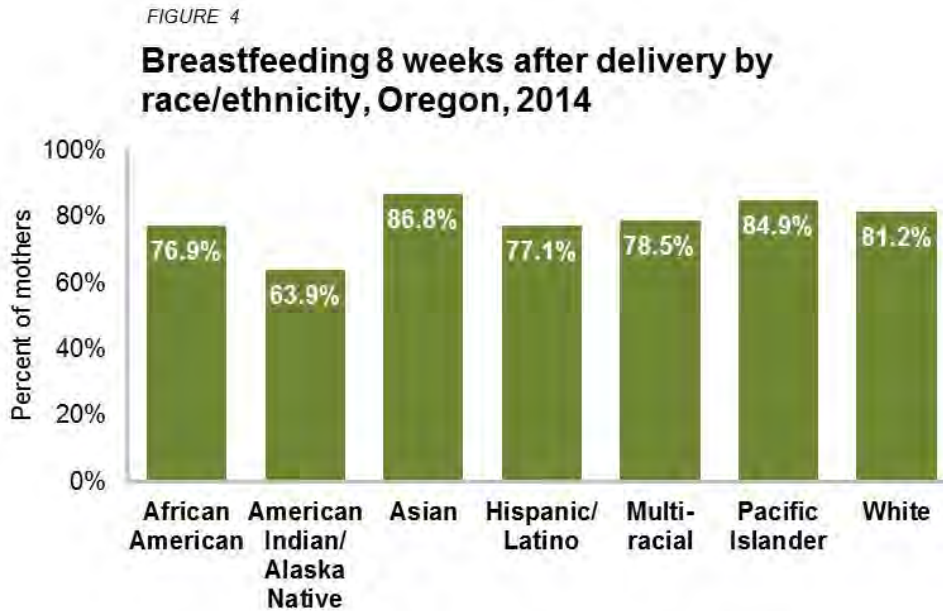 FIGURE 4
Breastfeeding 8 weeks after delivery by
race/ethnicity, Oregon, 2014
Percent of mothers
100%
80%
60%
40%
20%
0%
76.9%
63.9%
86.8%
77.1%
78.5%
84.9%
81.2%
African
American
American
Indian/
Alaska
Native
Asian
Hispanic/
Latino
Multi-
racial
Pacific
Islander
White